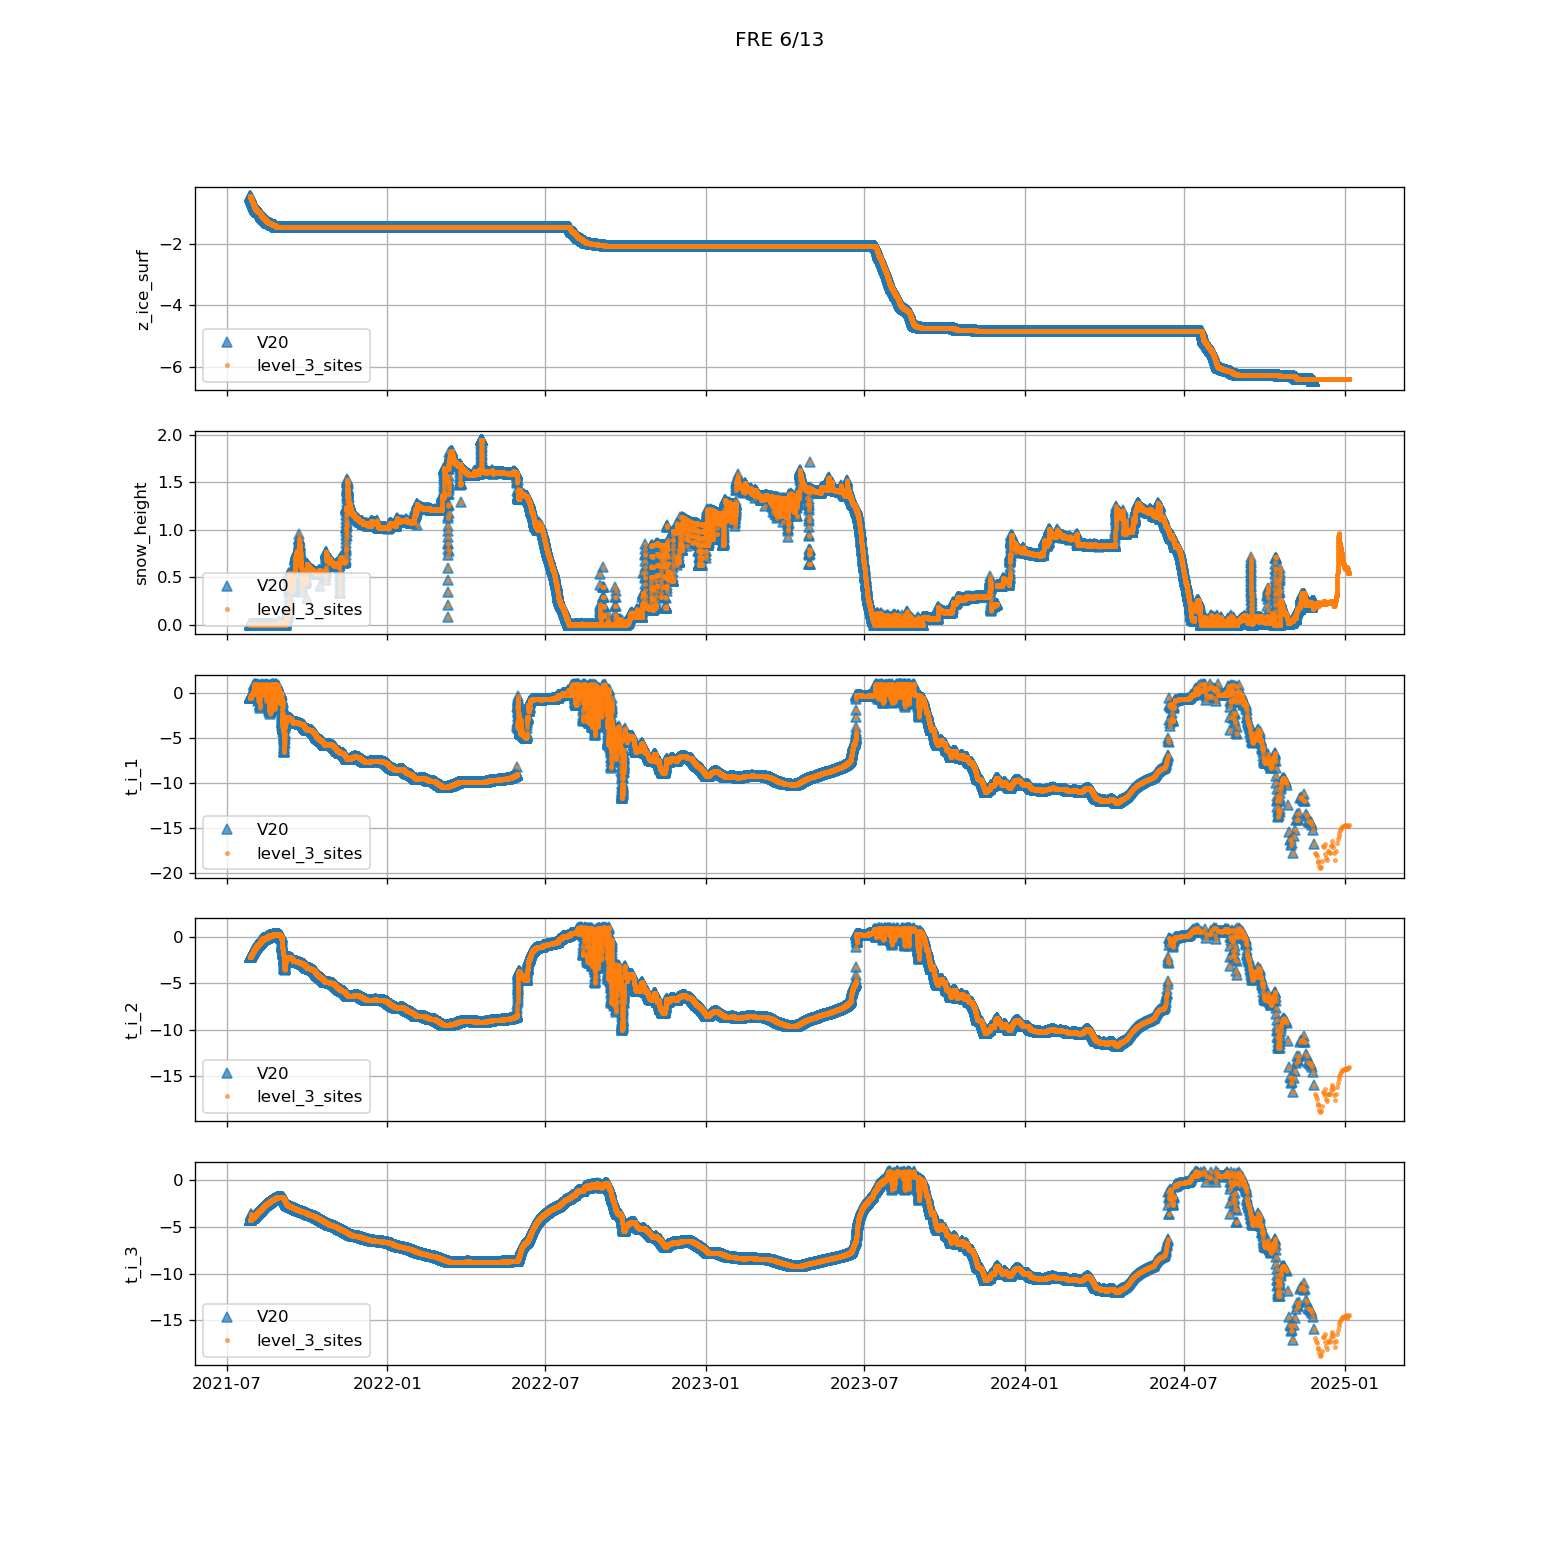 FRE 6/13
z_ice_surf
−2
−4
−6
V20
level_3_sites
snow_height
2.0
1.5
1.0
0.5
0.0
V20
level_3_sites
t_i_1
0
−5
−10
−15
−20
V20
level_3_sites
t_i_2
0
−5
−10
−15
V20
level_3_sites
t_i_3
0
−5
−10
−15
V20
level_3_sites
2021-07 2022-01 2022-07 2023-01 2023-07 2024-01 2024-07 2025-01